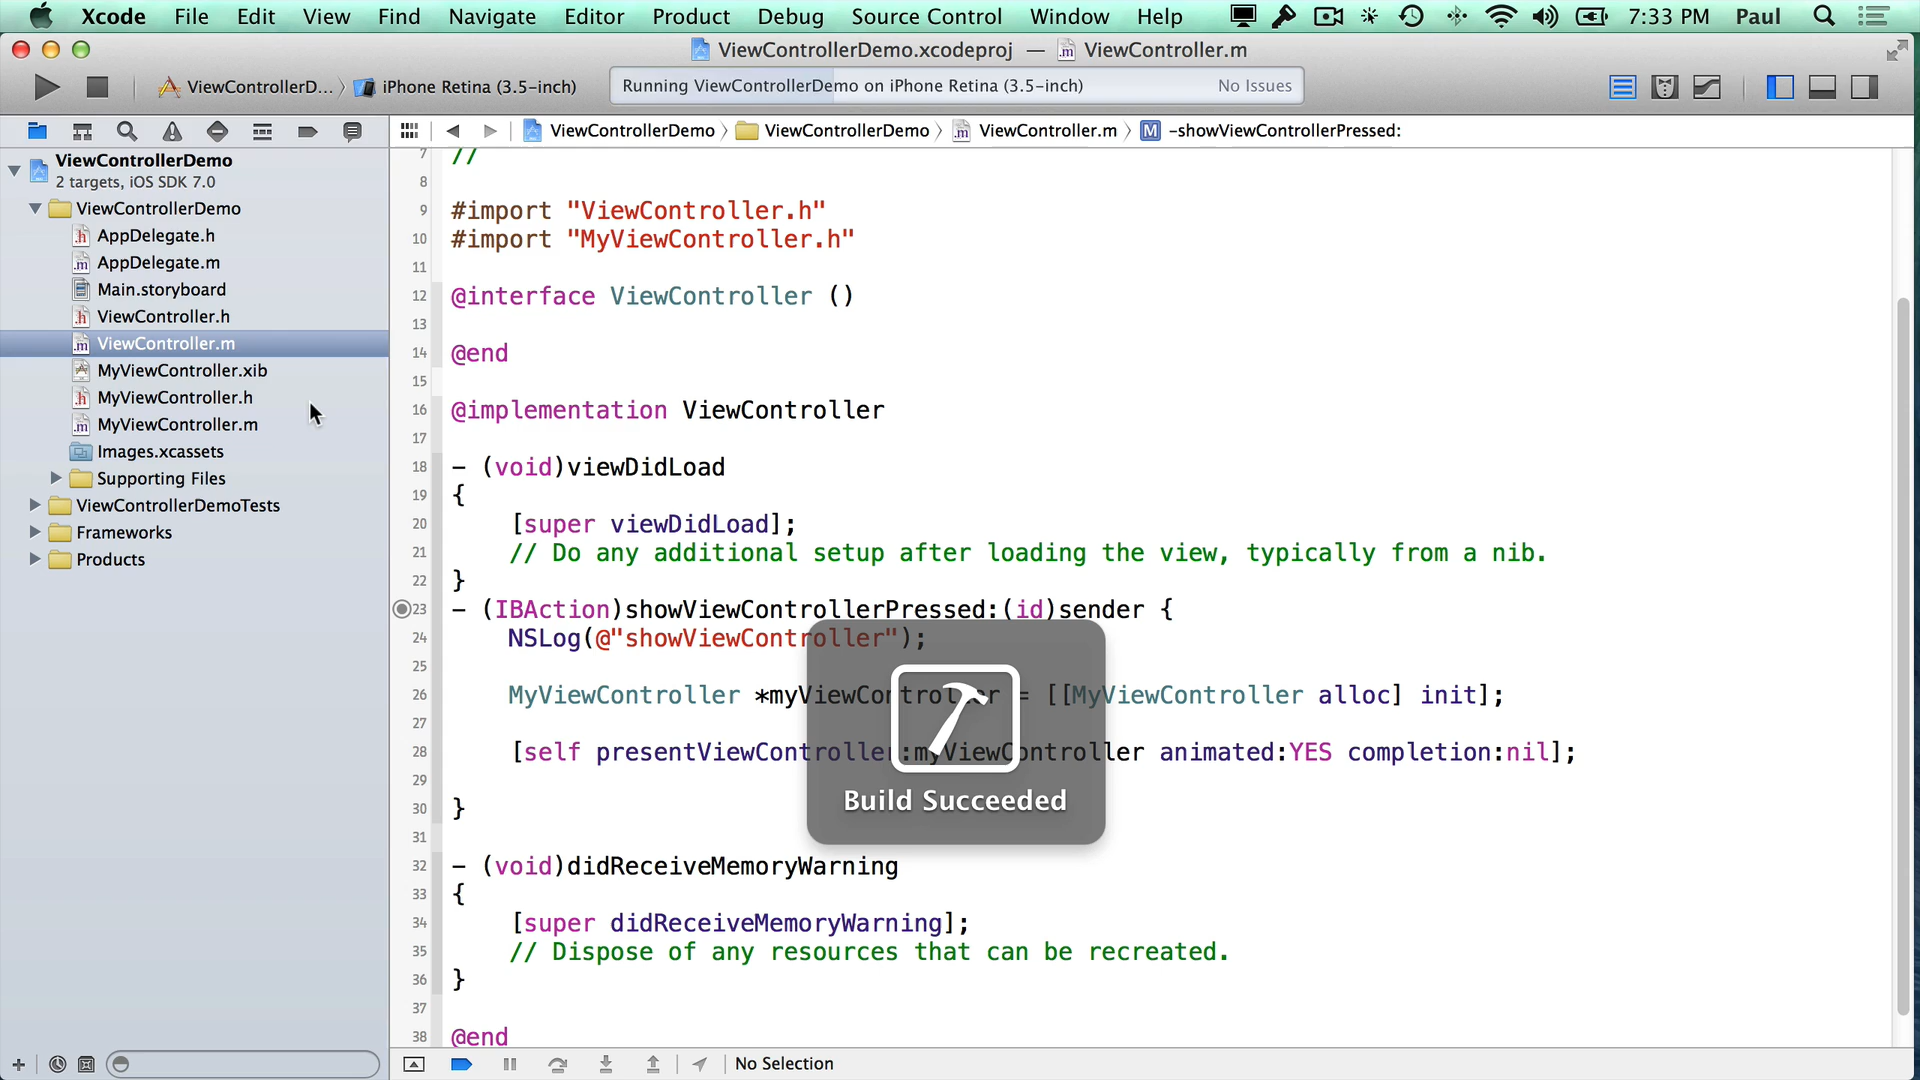 Xcode File Edit View Find Navigate Editor Product Debug Source Control Window Help 7:33 PM Paul
ViewControllerDemo.xcodeproj — ViewController.m
ViewControllerD... iPhone Retina (3.5-inch) Running ViewControllerDemo on iPhone Retina (3.5-inch) No Issues
ViewControllerDemo ViewControllerDemo ViewController.m M -showViewControllerPressed:
ViewControllerDemo
2 targets, iOS SDK 7.0
ViewControllerDemo
AppDelegate.h
AppDelegate.m
Main.storyboard
ViewController.h
ViewController.m
MyViewController.xib
MyViewController.h
MyViewController.m
Images.xcassets
Supporting Files
ViewControllerDemoTests
Frameworks
Products
7 //
8
9 #import "ViewController.h"
10 #import "MyViewController.h"
11
12 @interface ViewController ()
13
14 @end
15
16 @implementation ViewController
17
18 - (void)viewDidLoad
19 {
20 [super viewDidLoad];
21 // Do any additional setup after loading the view, typically from a nib.
22 }
23 - (IBAction)showViewControllerPressed:(id)sender {
24 NSLog(@"showViewController");
25
26 MyViewController *myViewController = [[MyViewController alloc] init];
27
28 [self presentViewController:myViewController animated:YES completion:nil];
29
30 }
31
32 - (void)didReceiveMemoryWarning
33 {
34 [super didReceiveMemoryWarning];
35 // Dispose of any resources that can be recreated.
36 }
37
38 @end
Build Succeeded
No Selection